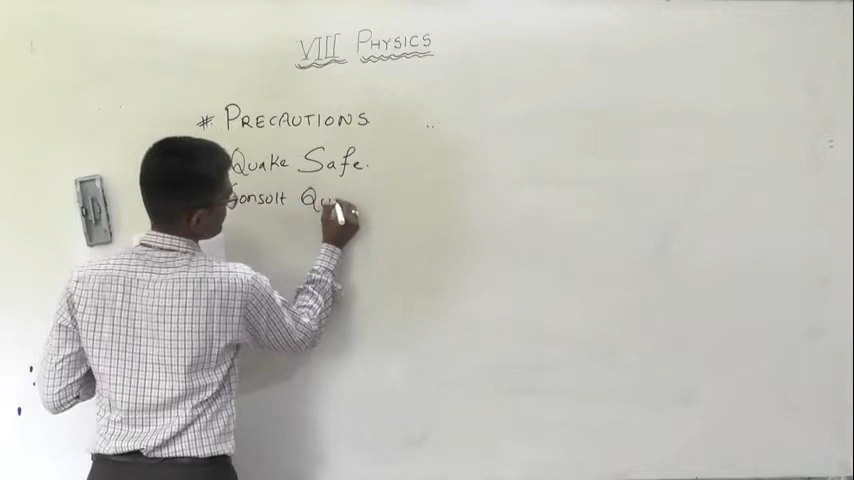 VIII PHYSICS
# PRECAUTIONS
Quake Safe.
Consolt Qu